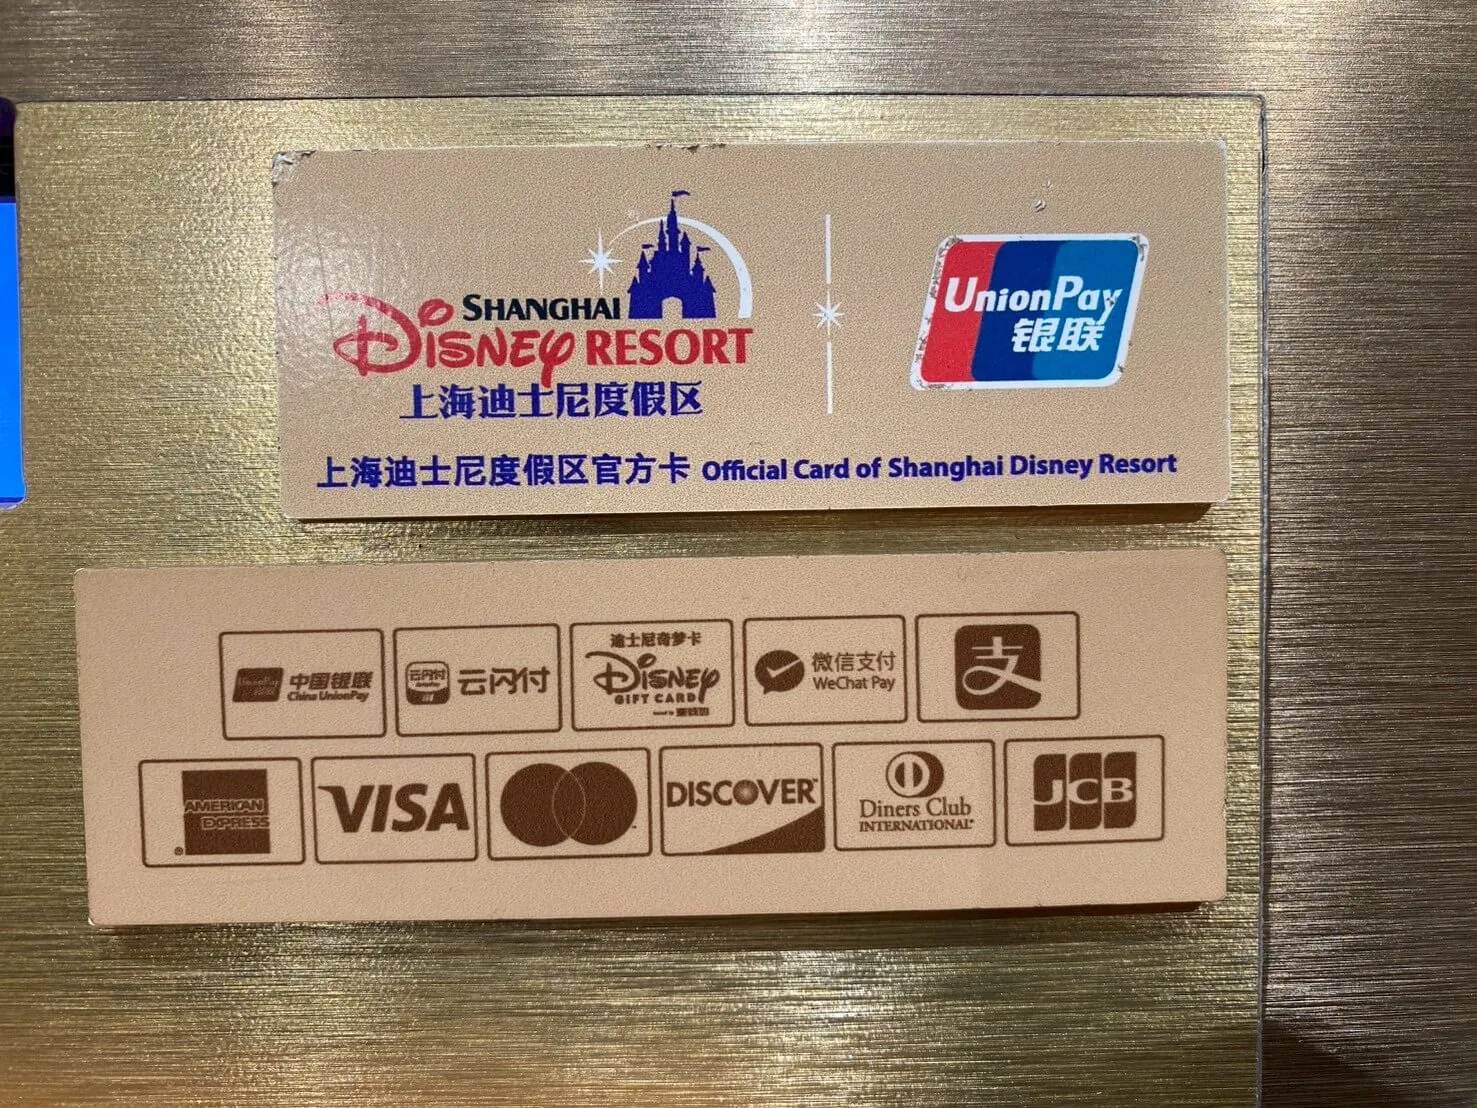 SHANGHAI
DISNEY RESORT
上海迪士尼度假区
UnionPay
银联
上海迪士尼度假区官方卡 Official Card of Shanghai Disney Resort
UnionPay
银联
中国银联
China UnionPay
云闪付
云闪付
迪士尼奇梦卡
DISNEY
GIFT CARD
微信支付
WeChat Pay
支
AMERICAN
EXPRESS
VISA
DISCOVER
Diners Club
INTERNATIONAL
JCB